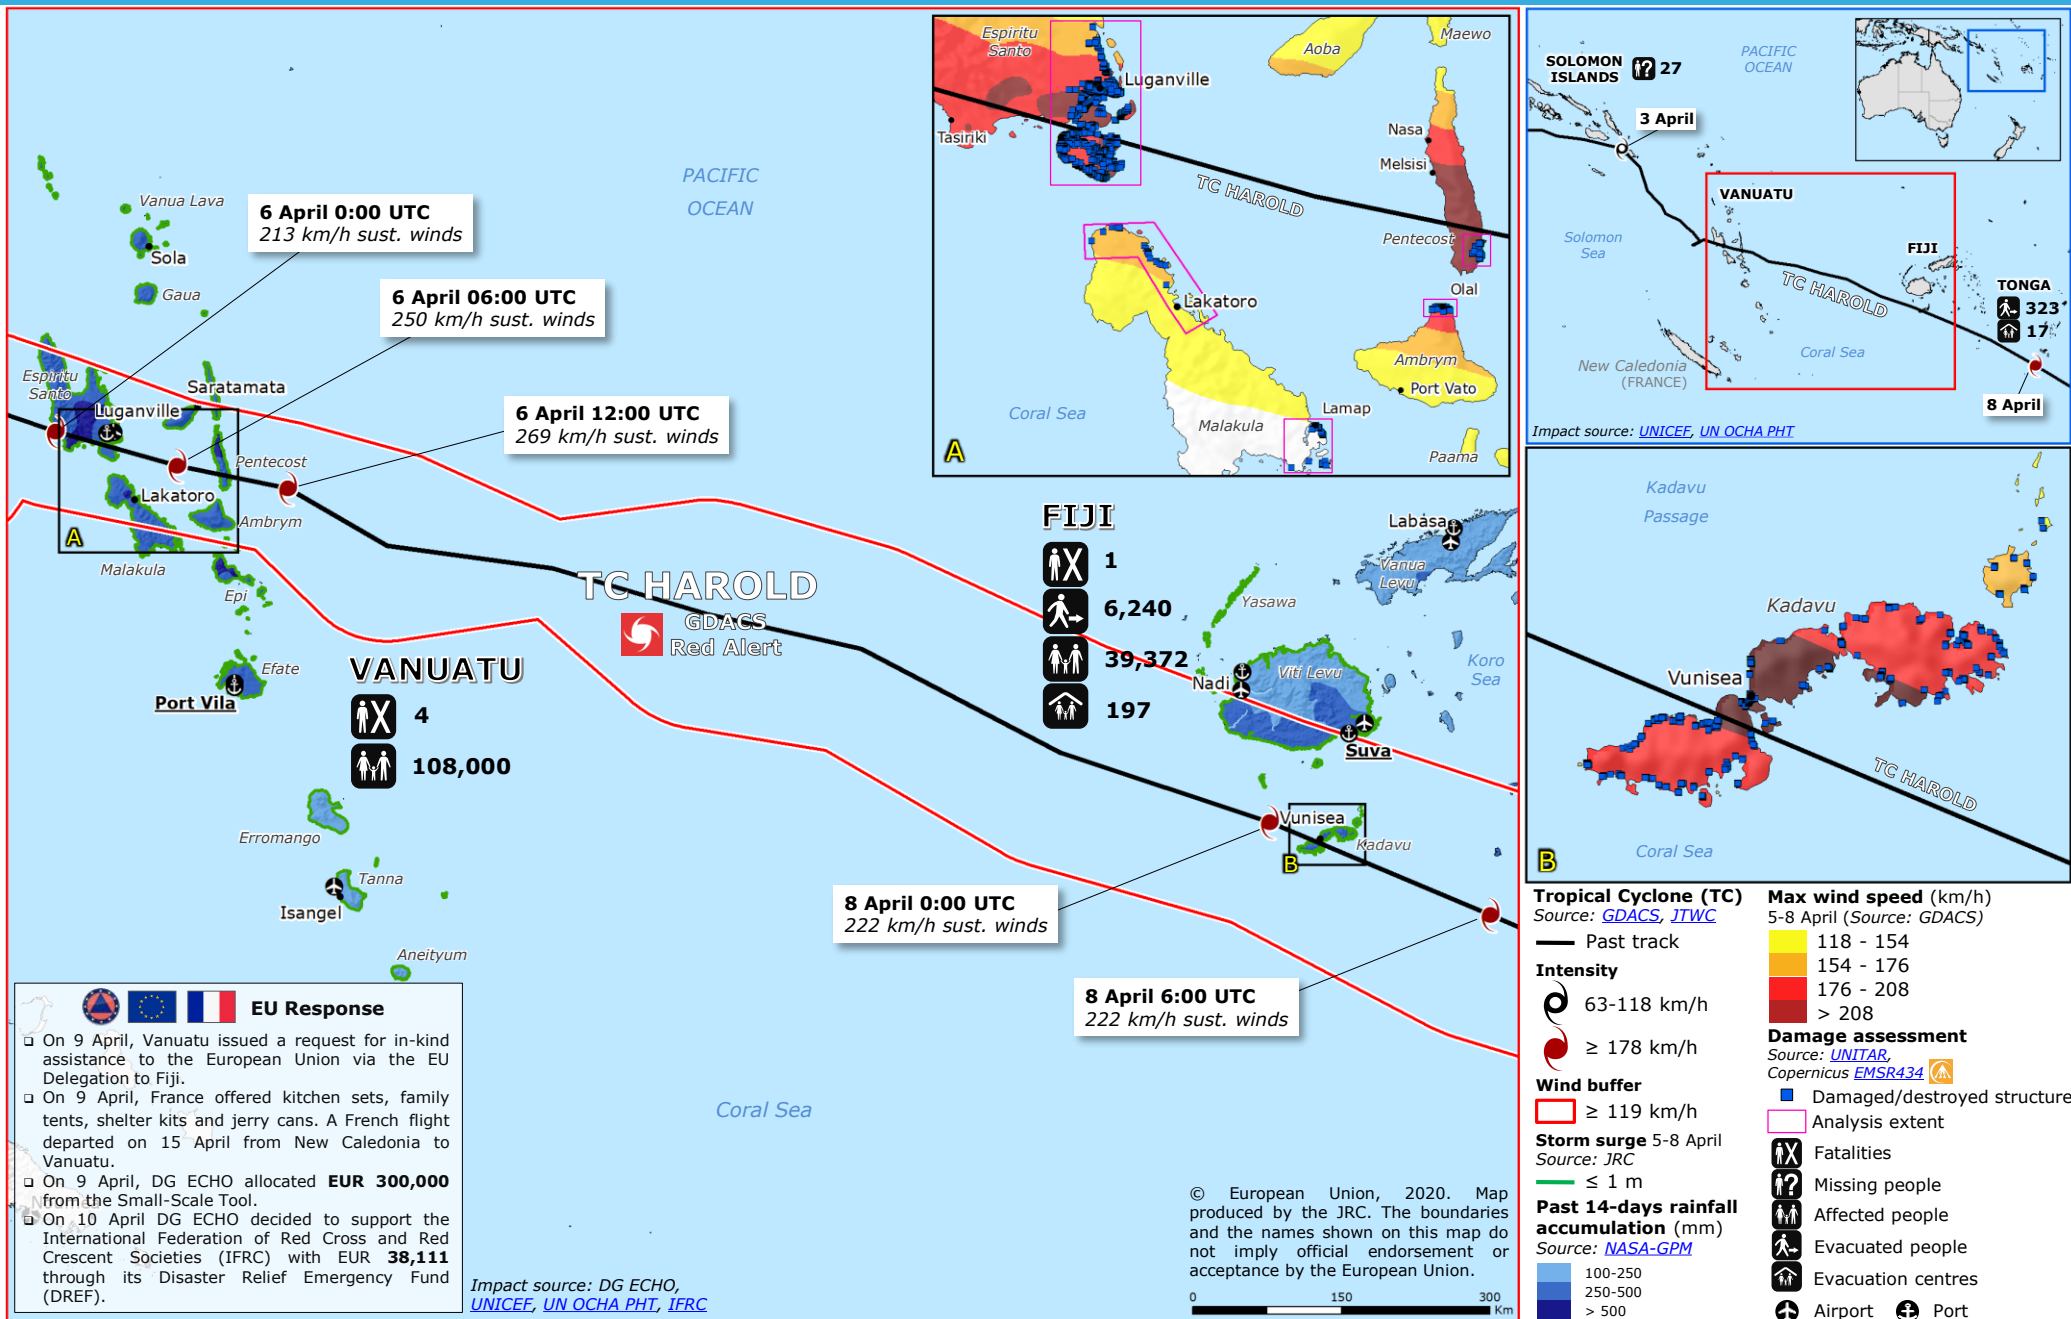 Vanua Lava
Sola
Gaua
6 April 0:00 UTC
213 km/h sust. winds
6 April 06:00 UTC
250 km/h sust. winds
6 April 12:00 UTC
269 km/h sust. winds
PACIFIC
OCEAN
Espiritu
Santo
Saratamata
Luganville
Pentecost
Lakatoro
Ambrym
A
Malakula
Epi
Efate
Port Vila
VANUATU
4
108,000
Erromango
Tanna
Isangel
Aneityum
TC HAROLD
GDACS
Red Alert
FIJI
1
6,240
39,372
197
Labasa
Vanua
Levu
Yasawa
Koro
Sea
Nadi
Viti Levu
Suva
Vunisea
Kadavu
B
8 April 0:00 UTC
222 km/h sust. winds
8 April 6:00 UTC
222 km/h sust. winds
Coral Sea
EU Response
On 9 April, Vanuatu issued a request for in-kind
assistance to the European Union via the EU
Delegation to Fiji.
On 9 April, France offered kitchen sets, family
tents, shelter kits and jerry cans. A French flight
departed on 15 April from New Caledonia to
Vanuatu.
On 9 April, DG ECHO allocated EUR 300,000
from the Small-Scale Tool.
On 10 April DG ECHO decided to support the
International Federation of Red Cross and Red
Crescent Societies (IFRC) with EUR 38,111
through its Disaster Relief Emergency Fund
(DREF).
Impact source: DG ECHO,
UNICEF, UN OCHA PHT, IFRC
© European Union, 2020. Map
produced by the JRC. The boundaries
and the names shown on this map do
not imply official endorsement or
acceptance by the European Union.
0 150 300
Km
Espiritu
Santo
Luganville
Tasiriki
Aoba
Maewo
Nasa
Melsisi
TC HAROLD
Pentecost
Olal
Lakatoro
Ambrym
Port Vato
Coral Sea
Lamap
Malakula
Paama
A
SOLOMON
ISLANDS
27
PACIFIC
OCEAN
3 April
VANUATU
Solomon
Sea
FIJI
TC HAROLD
TONGA
323
17
Coral Sea
New Caledonia
(FRANCE)
8 April
Impact source: UNICEF, UN OCHA PHT
Kadavu
Passage
Kadavu
Vunisea
TC HAROLD
Coral Sea
B
Tropical Cyclone (TC)
Source: GDACS, JTWC
Past track
Intensity
63-118 km/h
≥ 178 km/h
Wind buffer
≥ 119 km/h
Storm surge 5-8 April
Source: JRC
≤ 1 m
Past 14-days rainfall
accumulation (mm)
Source: NASA-GPM
100-250
250-500
> 500
Max wind speed (km/h)
5-8 April (Source: GDACS)
118 - 154
154 - 176
176 - 208
> 208
Damage assessment
Source: UNITAR,
Copernicus EMSR434
Damaged/destroyed structure
Analysis extent
Fatalities
Missing people
Affected people
Evacuated people
Evacuation centres
Airport Port